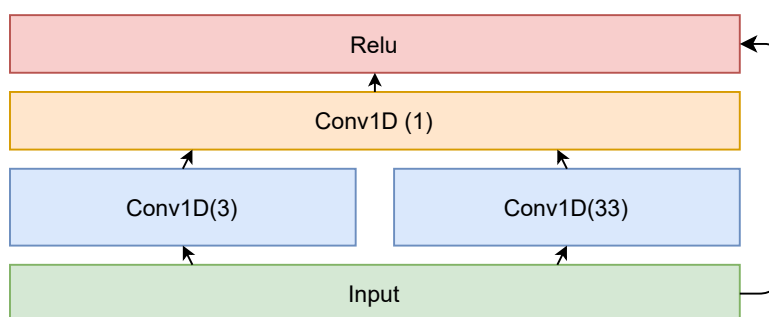 Relu
Conv1D (1)
Conv1D(3)
Conv1D(33)
Input